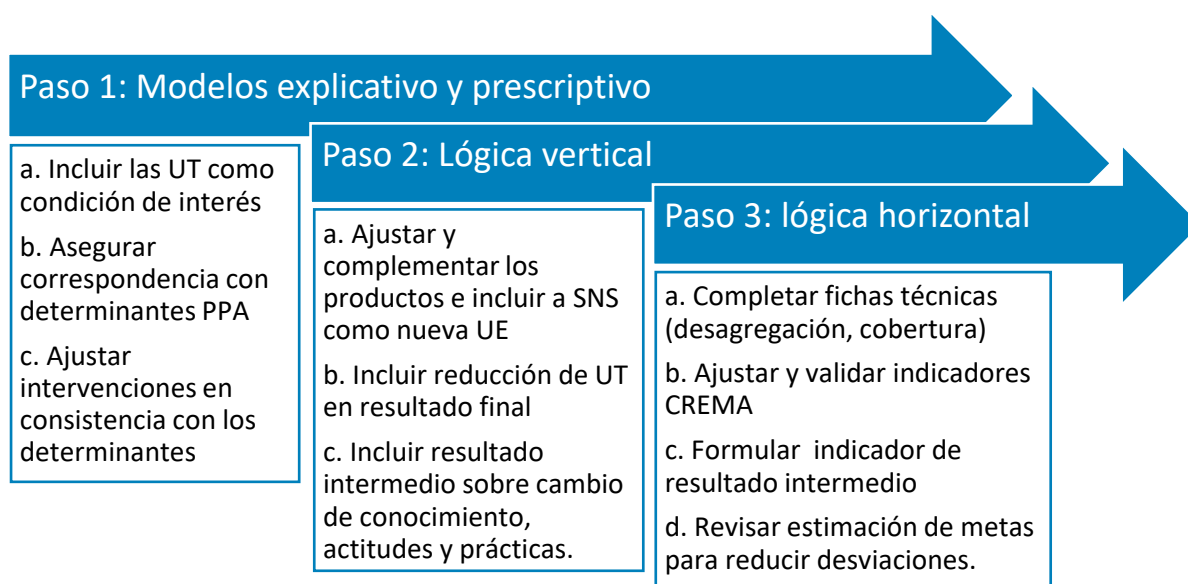 Paso 1: Modelos explicativo y prescriptivo
a. Incluir las UT como
condición de interés
b. Asegurar
correspondencia con
determinantes PPA
c. Ajustar
intervenciones en
consistencia con los
determinantes
Paso 2: Lógica vertical
a. Ajustar y
complementar los
productos e incluir a SNS
como nueva UE
b. Incluir reducción de UT
en resultado final
c. Incluir resultado
intermedio sobre cambio
de conocimiento,
actitudes y prácticas.
Paso 3: lógica horizontal
a. Completar fichas técnicas
(desagregación, cobertura)
b. Ajustar y validar indicadores
CREMA
c. Formular indicador de
resultado intermedio
d. Revisar estimación de metas
para reducir desviaciones.